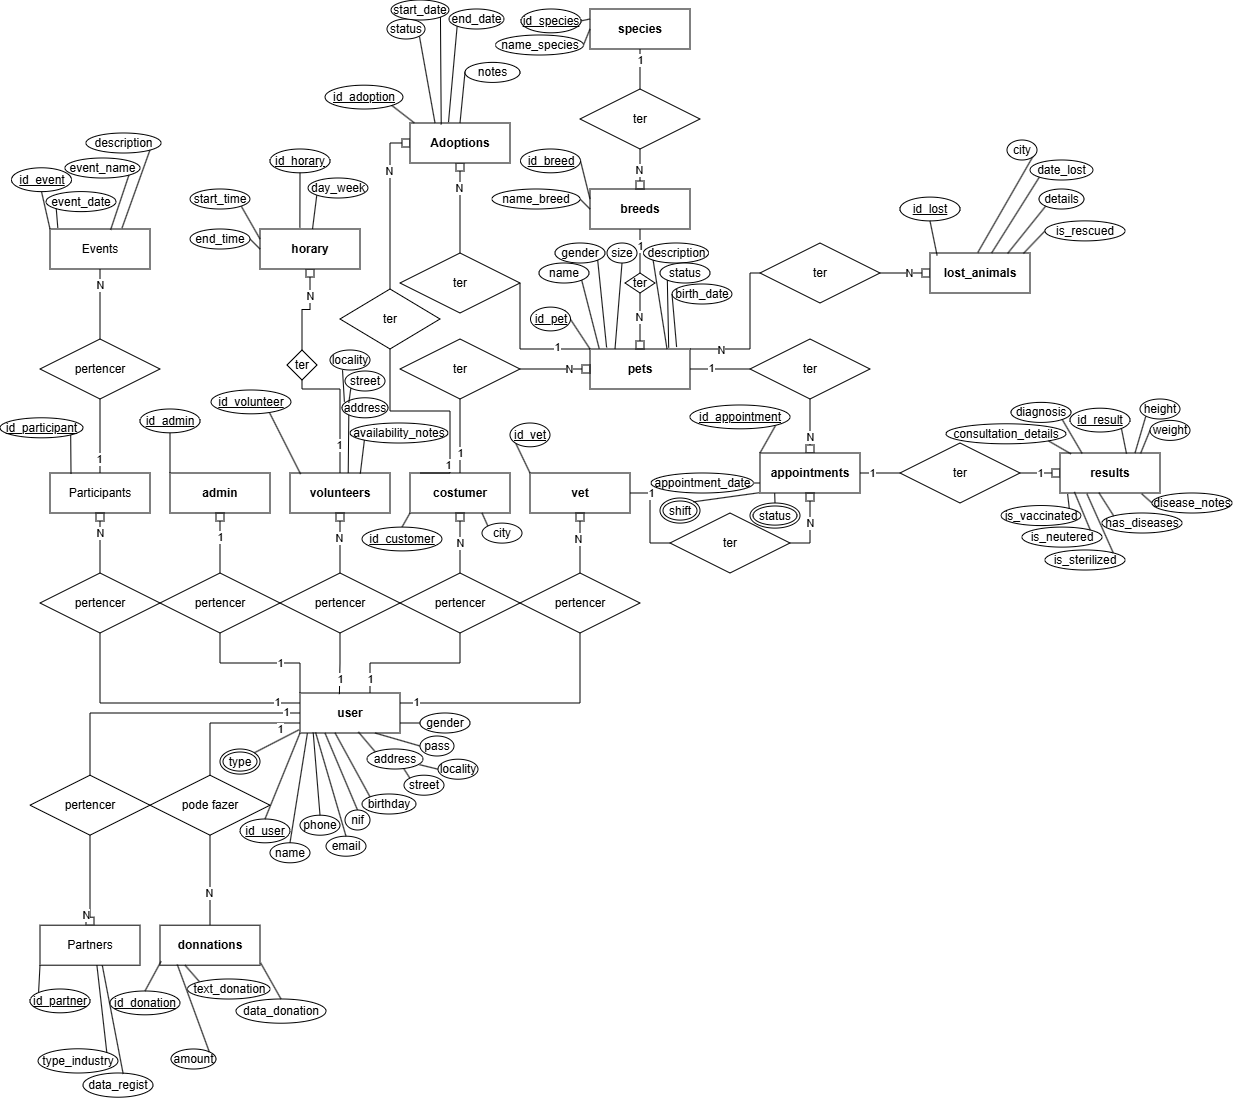 start_date
end_date
status
notes
id_adoption
Adoptions
id_species
name_species
species
1
ter
N
id_breed
name_breed
breeds
1
ter
N
description
event_name
id_event
event_date
Events
N
pertencer
1
id_horary
day_week
start_time
end_time
horary
N
ter
1
N
ter
1
N
ter
1
gender
size
description
name
status
birth_date
id_pet
pets
N
ter
1
N
ter
N
city
date_lost
details
id_lost
is_rescued
lost_animals
1
ter
N
locality
street
id_volunteer
address
availability_notes
id_participant
id_admin
id_vet
id_appointment
Participants
admin
volunteers
costumer
vet
id_customer
city
appointments
appointment_date
shift
status
1
ter
N
1
ter
1
diagnosis
id_result
height
weight
consultation_details
results
disease_notes
is_vaccinated
has_diseases
is_neutered
is_sterilized
N
1
N
N
N
pertencer
pertencer
pertencer
pertencer
pertencer
1
1
1
1
1
1
1
user
gender
pass
type
address
locality
street
birthday
nif
phone
id_user
email
name
pertencer
pode fazer
N
N
Partners
donnations
id_partner
id_donation
text_donation
data_donation
type_industry
amount
data_regist